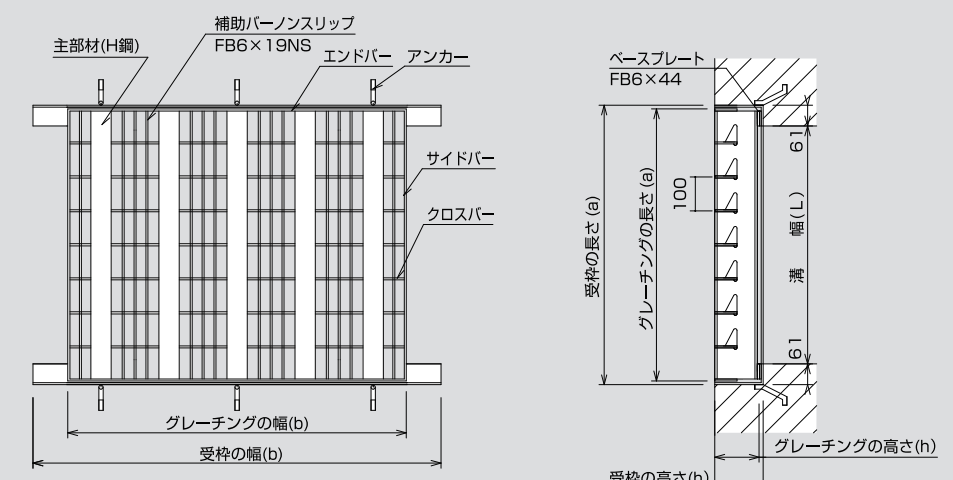 補助バーノンスリップ
FB6×19NS
主部材(H鋼)
エンドバー
アンカー
サイドバー
クロスバー
グレーチングの幅(b)
受枠の幅(b)
ベースプレート
FB6×44
受枠の長さ(a)
グレーチングの長さ(a)
100
61
溝 幅(L)
61
グレーチングの高さ(h)
受枠の高さ(h)